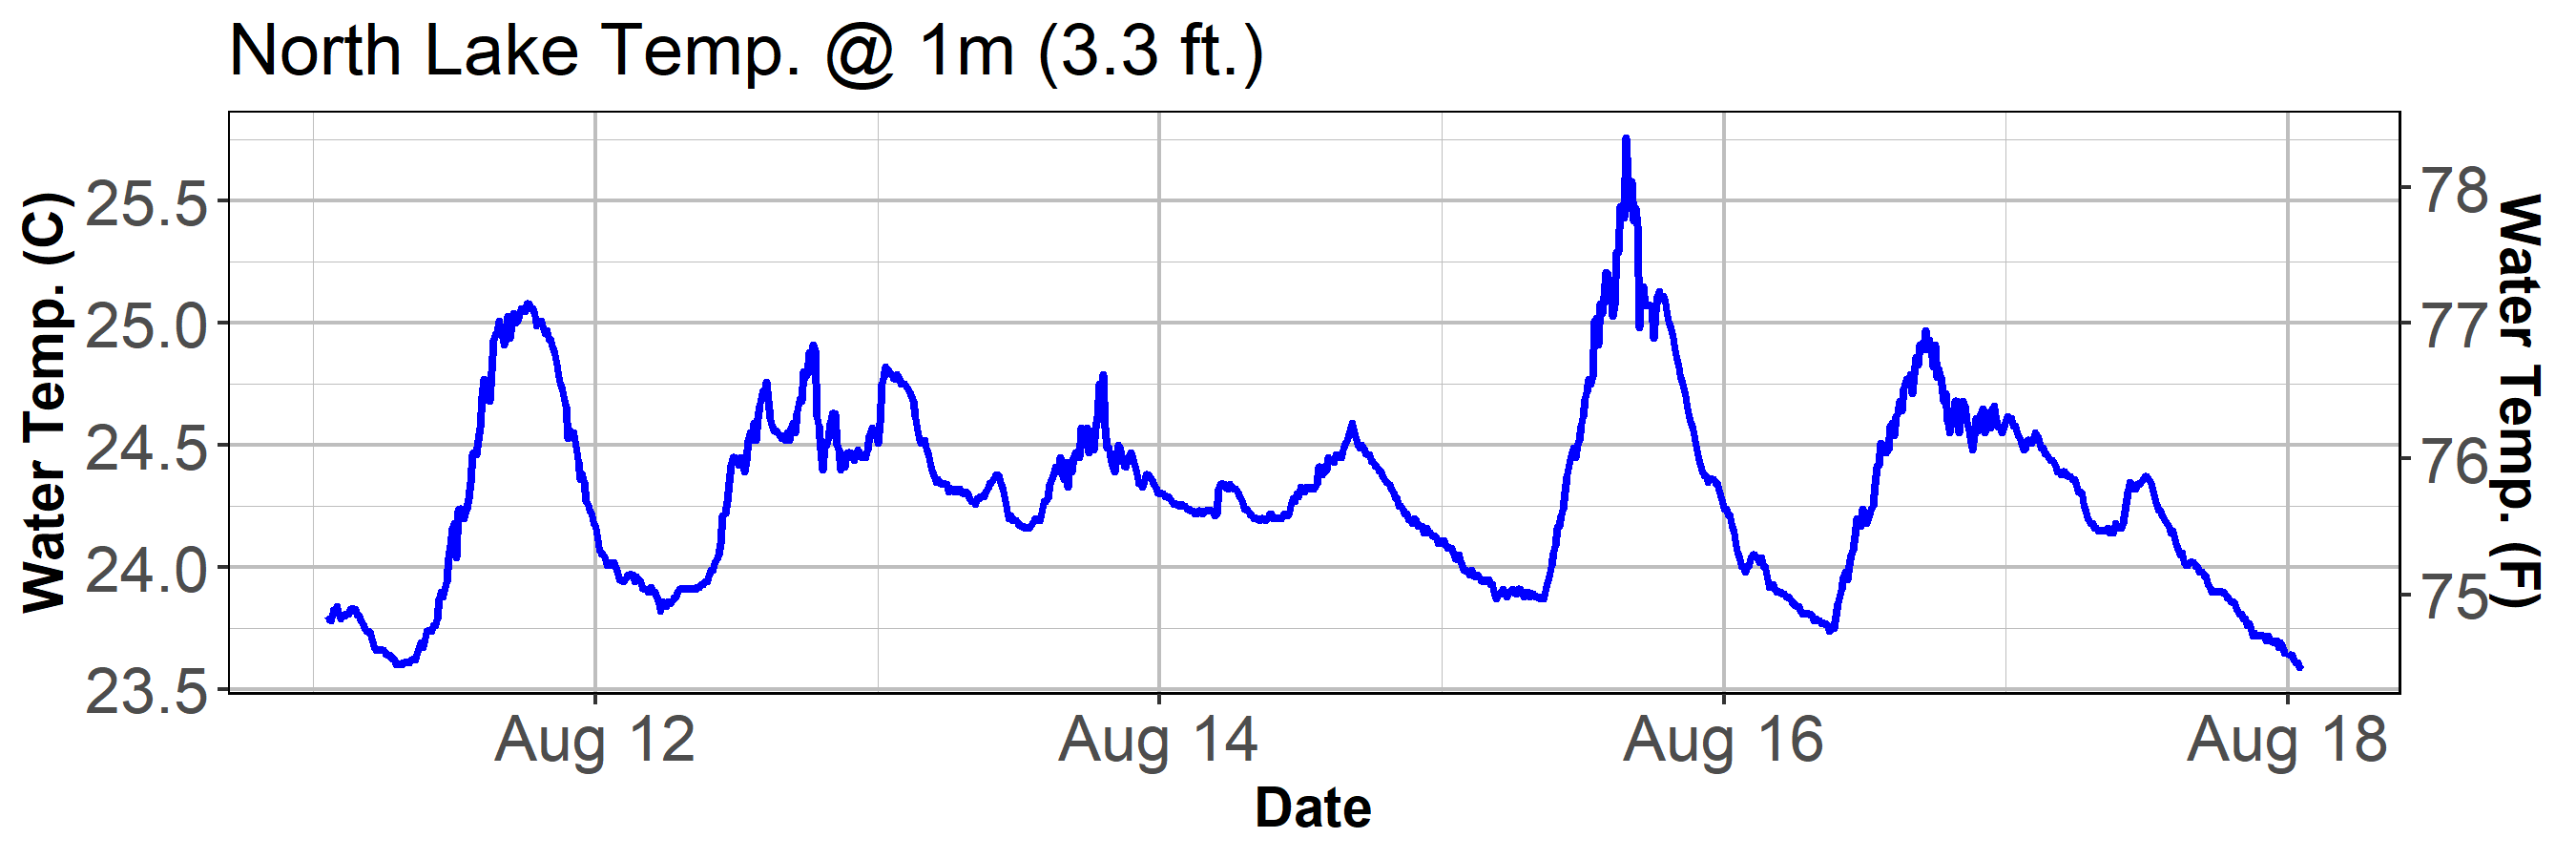 North Lake Temp. @ 1m (3.3 ft.)
Water Temp. (C)
25.5
25.0
24.5
24.0
23.5
78
77
76
75
Water Temp. (F)
Aug 12 Aug 14 Aug 16 Aug 18
Date